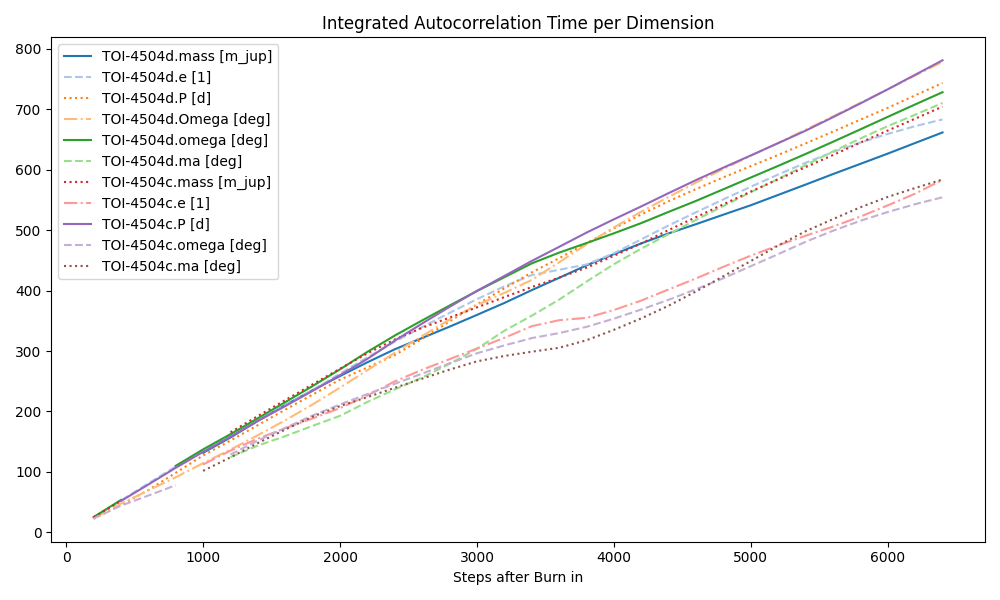 Integrated Autocorrelation Time per Dimension
800
700
600
500
400
300
200
100
0
TOI-4504d.mass [m_jup]
TOI-4504d.e [1]
TOI-4504d.P [d]
TOI-4504d.Omega [deg]
TOI-4504d.omega [deg]
TOI-4504d.ma [deg]
TOI-4504c.mass [m_jup]
TOI-4504c.e [1]
TOI-4504c.P [d]
TOI-4504c.omega [deg]
TOI-4504c.ma [deg]
0 1000 2000 3000 4000 5000 6000
Steps after Burn in